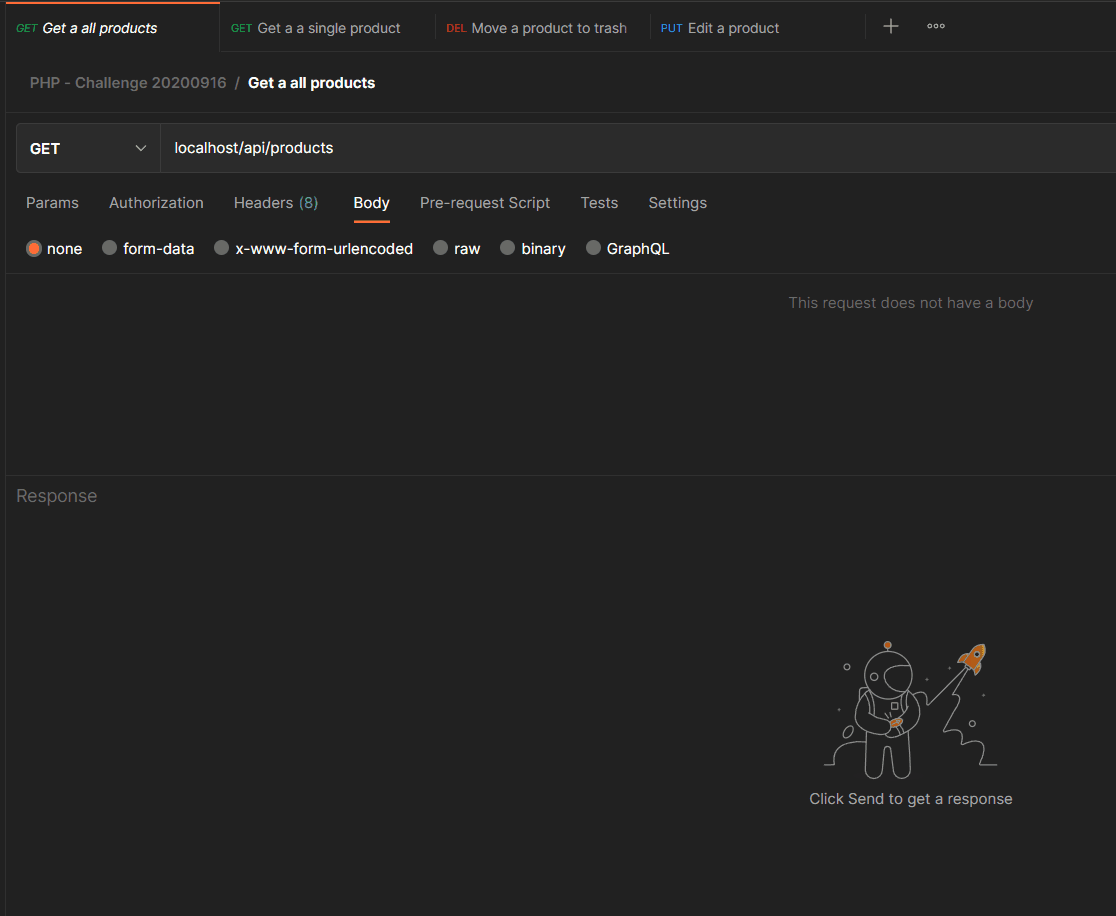 GET Get a all products GET Get a a single product DEL Move a product to trash PUT Edit a product
PHP - Challenge 20200916 / Get a all products
GET localhost/api/products
Params Authorization Headers (8) Body Pre-request Script Tests Settings
none form-data x-www-form-urlencoded raw binary GraphQL
This request does not have a body
Response
Click Send to get a response